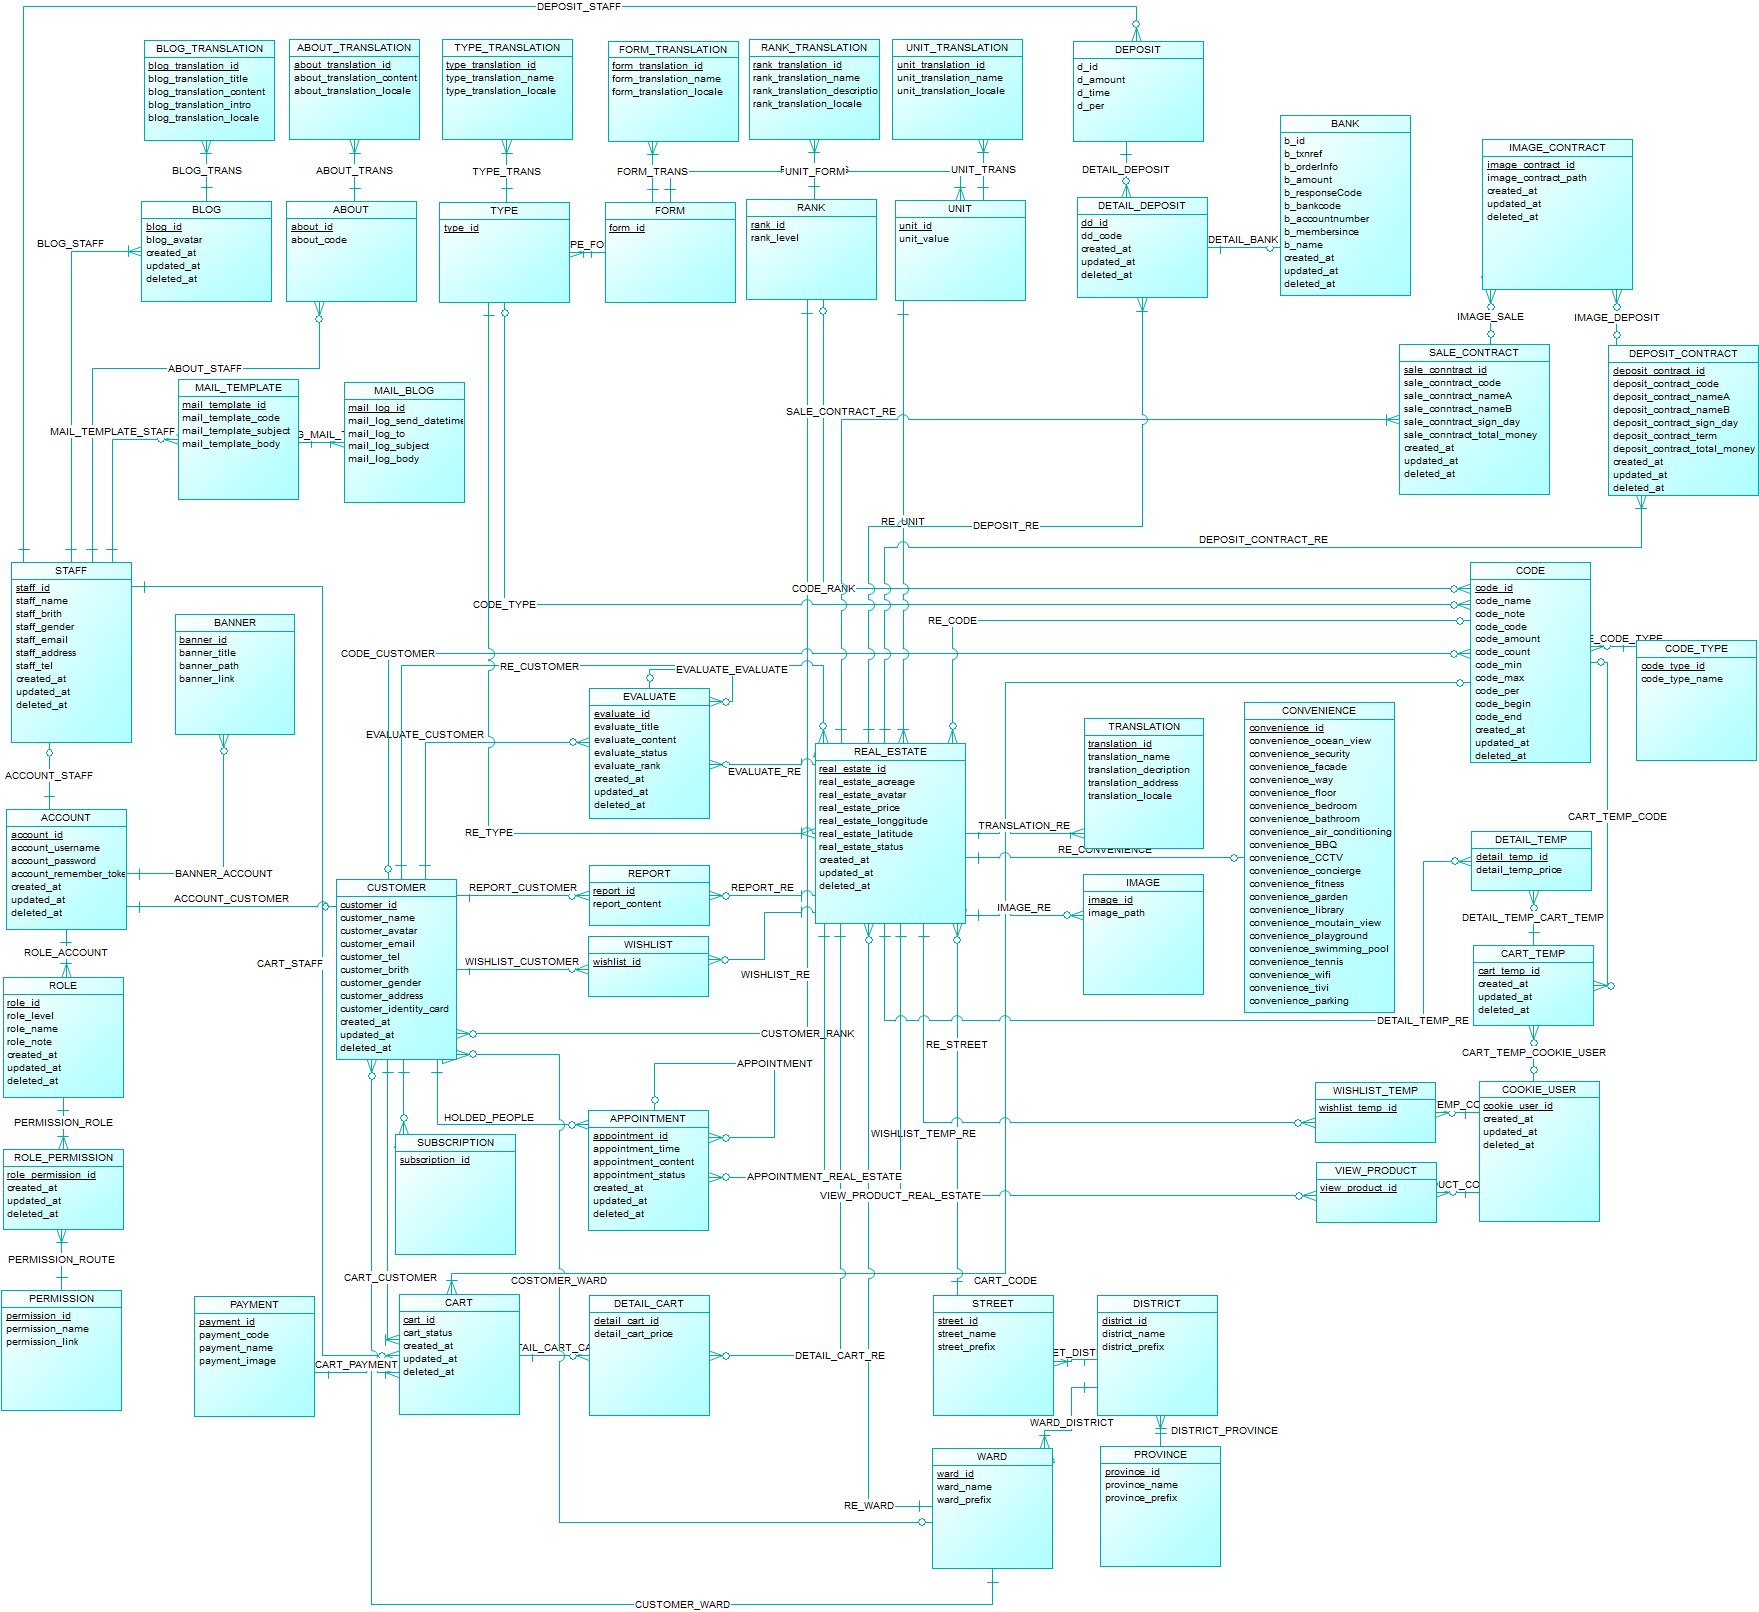 DEPOSIT_STAFF
BLOG_TRANSLATION
blog_translation_id
blog_translation_title
blog_translation_content
blog_translation_intro
blog_translation_locale
ABOUT_TRANSLATION
about_translation_id
about_translation_content
about_translation_locale
TYPE_TRANSLATION
type_translation_id
type_translation_name
type_translation_locale
FORM_TRANSLATION
form_translation_id
form_translation_name
form_translation_locale
RANK_TRANSLATION
rank_translation_id
rank_translation_name
rank_translation_descriptio
rank_translation_locale
UNIT_TRANSLATION
unit_translation_id
unit_translation_name
unit_translation_locale
DEPOSIT
d_id
d_amount
d_time
d_per
BANK
b_id
b_txnref
b_orderInfo
b_amount
b_responseCode
b_bankcode
b_accountnumber
b_membersince
b_name
created_at
updated_at
deleted_at
IMAGE_CONTRACT
image_contract_id
image_contract_path
created_at
updated_at
deleted_at
BLOG_TRANS
ABOUT_TRANS
TYPE_TRANS
FORM_TRANS
UNIT_FORM
UNIT_TRANS
DETAIL_DEPOSIT
BLOG
blog_id
blog_avatar
created_at
updated_at
deleted_at
ABOUT
about_id
about_code
TYPE
type_id
PE_FO
FORM
form_id
RANK
rank_id
rank_level
UNIT
unit_id
unit_value
DETAIL_DEPOSIT
dd_id
dd_code
created_at
updated_at
deleted_at
DETAIL_BANK
BLOG_STAFF
IMAGE_SALE
IMAGE_DEPOSIT
SALE_CONTRACT
sale_conntract_id
sale_conntract_code
sale_conntract_nameA
sale_conntract_nameB
sale_conntract_sign_day
sale_conntract_total_money
created_at
updated_at
deleted_at
DEPOSIT_CONTRACT
deposit_contract_id
deposit_contract_code
deposit_contract_nameA
deposit_contract_nameB
deposit_contract_sign_day
deposit_contract_term
deposit_contract_total_money
created_at
updated_at
deleted_at
ABOUT_STAFF
MAIL_TEMPLATE
mail_template_id
mail_template_code
mail_template_subject
mail_template_body
MAIL_BLOG
mail_log_id
mail_log_send_datetime
mail_log_to
mail_log_subject
mail_log_body
MAIL_TEMPLATE_STAFF
G_MAIL_
SALE_CONTRACT_RE
RE_UNIT
DEPOSIT_RE
DEPOSIT_CONTRACT_RE
STAFF
staff_id
staff_name
staff_brith
staff_gender
staff_email
staff_address
staff_tel
created_at
updated_at
deleted_at
BANNER
banner_id
banner_title
banner_path
banner_link
CODE_RANK
CODE_TYPE
RE_CODE
CODE_CUSTOMER
RE_CUSTOMER
EVALUATE_EVALUATE
CODE
code_id
code_name
code_note
code_code
code_amount
code_count
code_min
code_max
code_per
code_begin
code_end
created_at
updated_at
deleted_at
E_CODE_TYPE
CODE_TYPE
code_type_id
code_type_name
EVALUATE
evaluate_id
evaluate_title
evaluate_content
evaluate_status
evaluate_rank
created_at
updated_at
deleted_at
EVALUATE_CUSTOMER
EVALUATE_RE
REAL_ESTATE
real_estate_id
real_estate_acreage
real_estate_avatar
real_estate_price
real_estate_longgitude
real_estate_latitude
real_estate_status
created_at
updated_at
deleted_at
TRANSLATION
translation_id
translation_name
translation_decription
translation_address
translation_locale
CONVENIENCE
convenience_id
convenience_ocean_view
convenience_security
convenience_facade
convenience_way
convenience_floor
convenience_bedroom
convenience_bathroom
convenience_air_conditioning
convenience_BBQ
convenience_CCTV
convenience_concierge
convenience_fitness
convenience_garden
convenience_library
convenience_moutain_view
convenience_playground
convenience_swimming_pool
convenience_tennis
convenience_wifi
convenience_tivi
convenience_parking
ACCOUNT_STAFF
ACCOUNT
account_id
account_username
account_password
account_remember_toke
created_at
updated_at
deleted_at
RE_TYPE
TRANSLATION_RE
RE_CONVENIENCE
CART_TEMP_CODE
DETAIL_TEMP
detail_temp_id
detail_temp_price
BANNER_ACCOUNT
ACCOUNT_CUSTOMER
CUSTOMER
customer_id
customer_name
customer_avatar
customer_email
customer_tel
customer_brith
customer_gender
customer_address
customer_identity_card
created_at
updated_at
deleted_at
REPORT_CUSTOMER
REPORT
report_id
report_content
REPORT_RE
IMAGE
image_id
image_path
IMAGE_RE
DETAIL_TEMP_CART_TEMP
WISHLIST
wishlist_id
WISHLIST_CUSTOMER
WISHLIST_RE
CART_TEMP
cart_temp_id
created_at
updated_at
deleted_at
ROLE_ACCOUNT
CART_STAFF
ROLE
role_id
role_level
role_name
role_note
created_at
updated_at
deleted_at
CUSTOMER_RANK
DETAIL_TEMP_RE
RE_STREET
CART_TEMP_COOKIE_USER
APPOINTMENT
WISHLIST_TEMP
wishlist_temp_id
EMP_CO
COOKIE_USER
cookie_user_id
created_at
updated_at
deleted_at
PERMISSION_ROLE
HOLDED_PEOPLE
APPOINTMENT
appointment_id
appointment_time
appointment_content
appointment_status
created_at
updated_at
deleted_at
WISHLIST_TEMP_RE
SUBSCRIPTION
subscription_id
ROLE_PERMISSION
role_permission_id
created_at
updated_at
deleted_at
APPOINTMENT_REAL_ESTATE
VIEW_PRODUCT_REAL_ESTATE
VIEW_PRODUCT
view_product_id
UCT_CO
PERMISSION_ROUTE
CART_CUSTOMER
COSTOMER_WARD
CART_CODE
PERMISSION
permission_id
permission_name
permission_link
PAYMENT
payment_id
payment_code
payment_name
payment_image
CART_PAYMENT
CART
cart_id
cart_status
created_at
updated_at
deleted_at
TAIL_CART_CA
DETAIL_CART
detail_cart_id
detail_cart_price
DETAIL_CART_RE
STREET
street_id
street_name
street_prefix
ET_DIST
DISTRICT
district_id
district_name
district_prefix
WARD_DISTRICT
DISTRICT_PROVINCE
WARD
ward_id
ward_name
ward_prefix
PROVINCE
province_id
province_name
province_prefix
RE_WARD
CUSTOMER_WARD